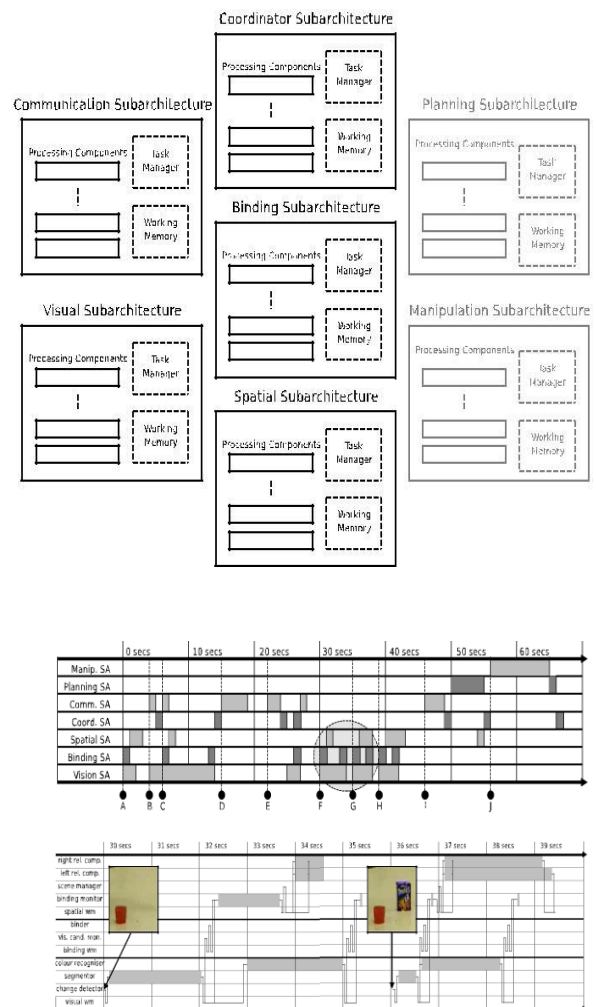 Coordinator Subarchitecture
Processing Components
Task
Manager
Working
Memory
Communication Subarchitecture
Processing Components
Task
Manager
Working
Memory
Planning Subarchitecture
Processing Components
Task
Manager
Working
Memory
Binding Subarchitecture
Processing Components
Task
Manager
Working
Memory
Visual Subarchitecture
Processing Components
Task
Manager
Working
Memory
Manipulation Subarchitecture
Processing Components
Task
Manager
Working
Memory
Spatial Subarchitecture
Processing Components
Task
Manager
Working
Memory
0 secs 10 secs 20 secs 30 secs 40 secs 50 secs 60 secs
Manip. SA
Planning SA
Comm. SA
Coord. SA
Spatial SA
Binding SA
Vision SA
A B C D E F G H I J
30 secs 31 secs 32 secs 33 secs 34 secs 35 secs 36 secs 37 secs 38 secs 39 secs
right rel. comp.
left rel. comp.
scene manager
binding monitor
spatial wm
binder
vis. cand. mon.
binding wm
colour recogniser
segmentor
change detector
visual wm